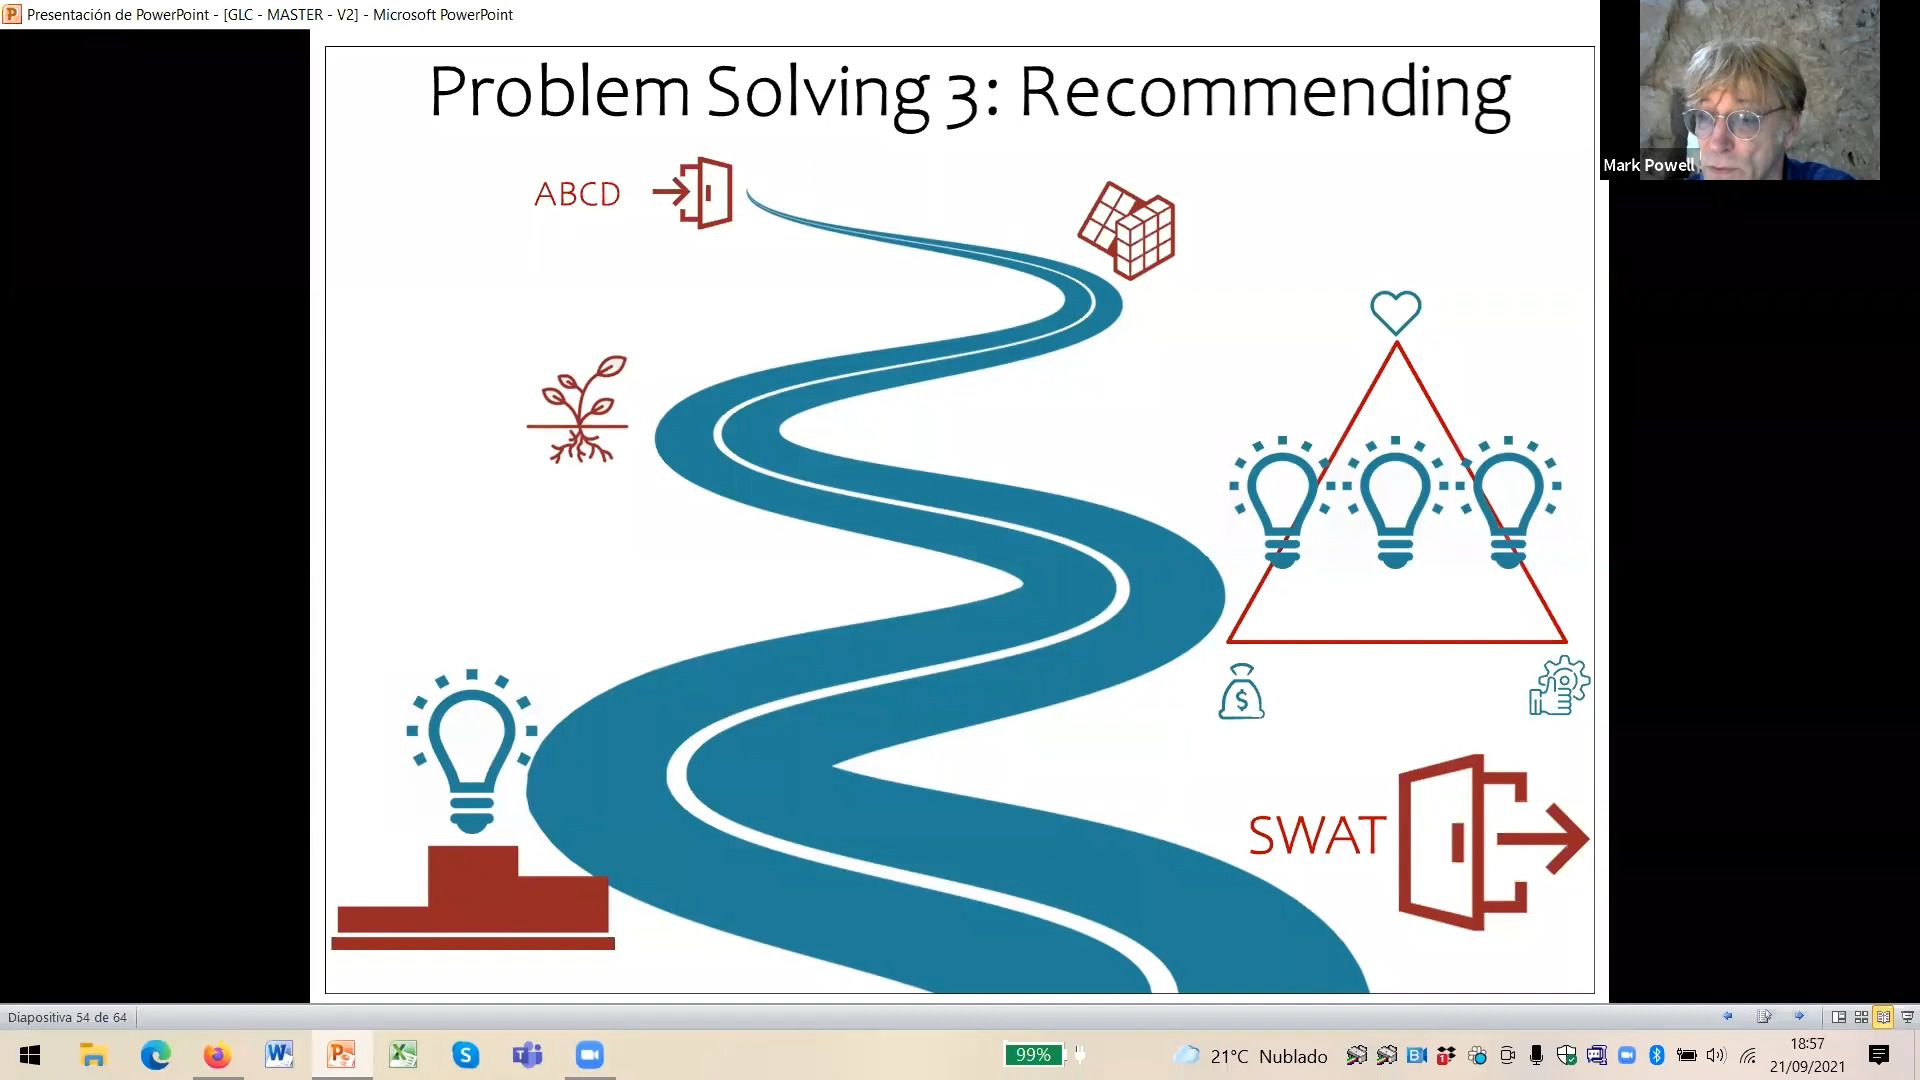 Presentación de PowerPoint - [GLC - MASTER - V2] - Microsoft PowerPoint
Problem Solving 3: Recommending
Mark Powell
ABCD
$
SWAT
Diapositiva 54 de 64
99%
21°C Nublado
18:57
21/09/2021